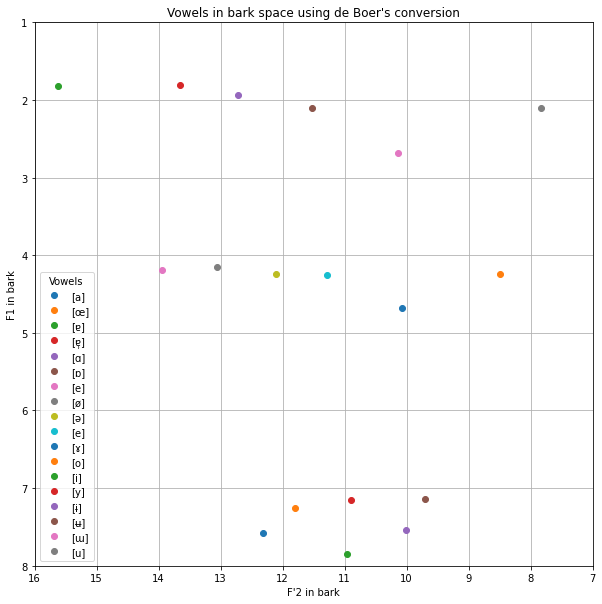 Vowels in bark space using de Boer's conversion
1
2
3
4
5
6
7
8
F1 in bark
Vowels
[a]
[œ]
[ɐ]
[ɐ̞]
[ɑ]
[ɒ]
[e]
[ø]
[ə]
[e]
[ɤ]
[o]
[i]
[y]
[ɨ]
[ʉ]
[ɯ]
[u]
16 15 14 13 12 11 10 9 8 7
F'2 in bark